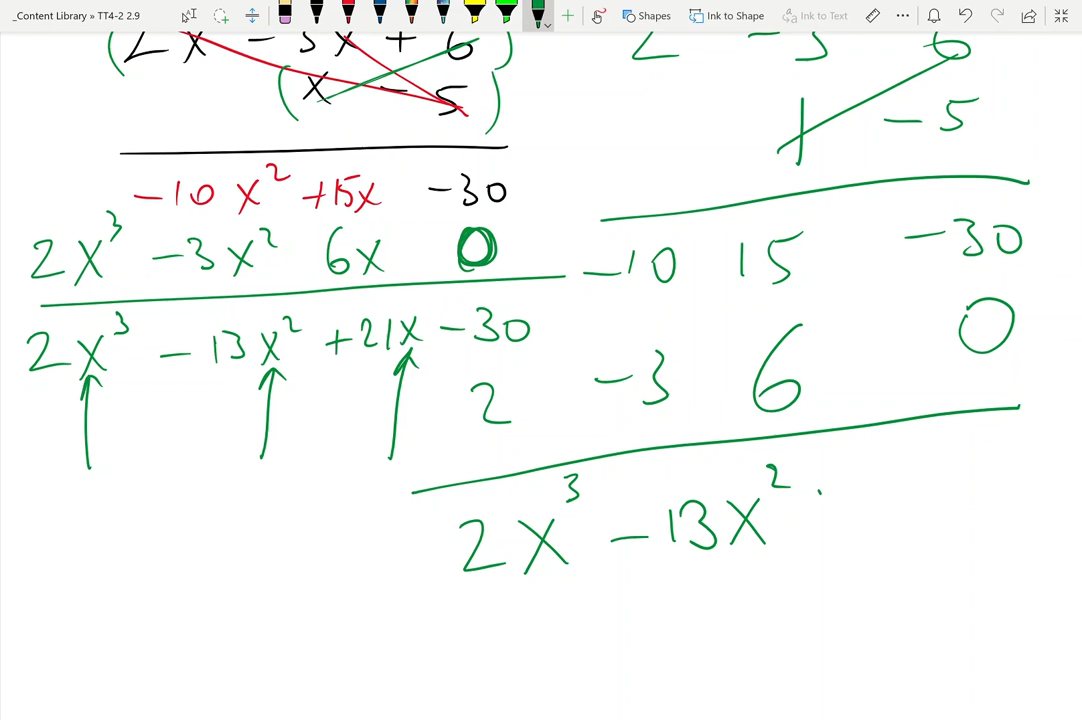 _Content Library » TT4-2 2.9
Shapes
Ink to Shape
Ink to Text
(2x² - 3x + 6)
(x - 5)
-10x² +15x -30
2x³ -3x² 6x 0
2x³ - 13x² +21x -30
2 -3 6
1 -5
-10 15 -30
2 -3 6 0
2x³ - 13x²